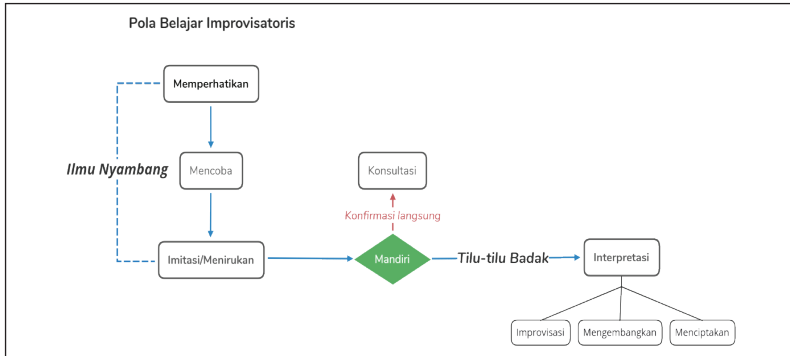 Pola Belajar Improvisatoris
Memperhatikan
Ilmu Nyambang
Mencoba
Konsultasi
Konfirmasi langsung
Imitasi/Menirukan
Mandiri
Tilu-tilu Badak
Interpretasi
Improvisasi
Mengembangkan
Menciptakan